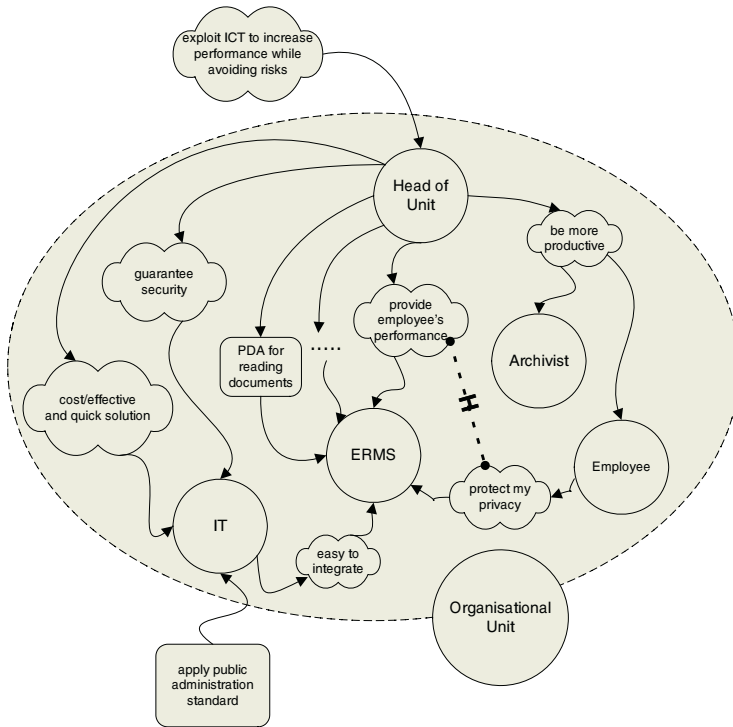 exploit ICT to increase
performance while
avoiding risks
Head of
Unit
be more
productive
guarantee
security
provide
employee's
performance
PDA for
reading
documents
.....
Archivist
cost/effective
and quick solution
ERMS
Employee
protect my
privacy
IT
easy to
integrate
Organisational
Unit
apply public
administration
standard